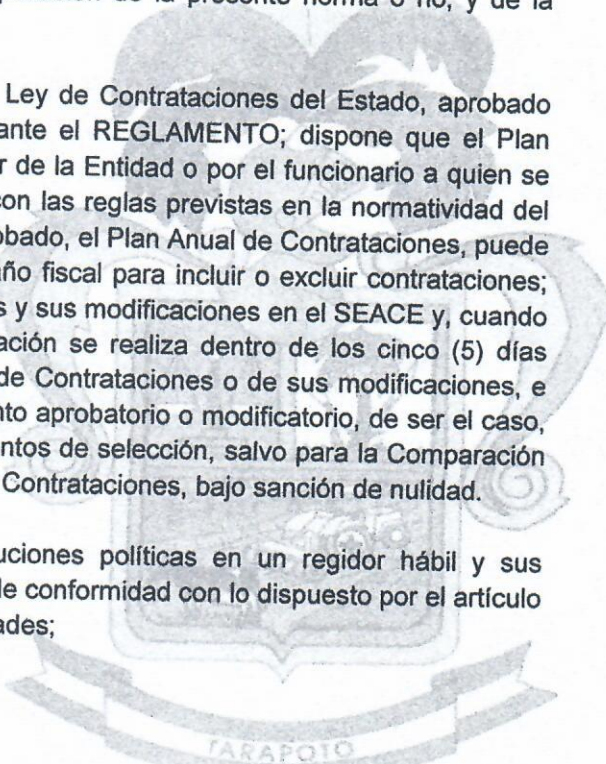 de la presente norma o no, y de la
Ley de Contrataciones del Estado, aprobado
ante el REGLAMENTO; dispone que el Plan
r de la Entidad o por el funcionario a quien se
con las reglas previstas en la normatividad del
obado, el Plan Anual de Contrataciones, puede
año fiscal para incluir o excluir contrataciones;
s y sus modificaciones en el SEACE y, cuando
ación se realiza dentro de los cinco (5) días
de Contrataciones o de sus modificaciones, e
nto aprobatorio o modificatorio, de ser el caso,
ntos de selección, salvo para la Comparación
Contrataciones, bajo sanción de nulidad.
uciones políticas en un regidor hábil y sus
de conformidad con lo dispuesto por el artículo
ades;
TARAPOTO